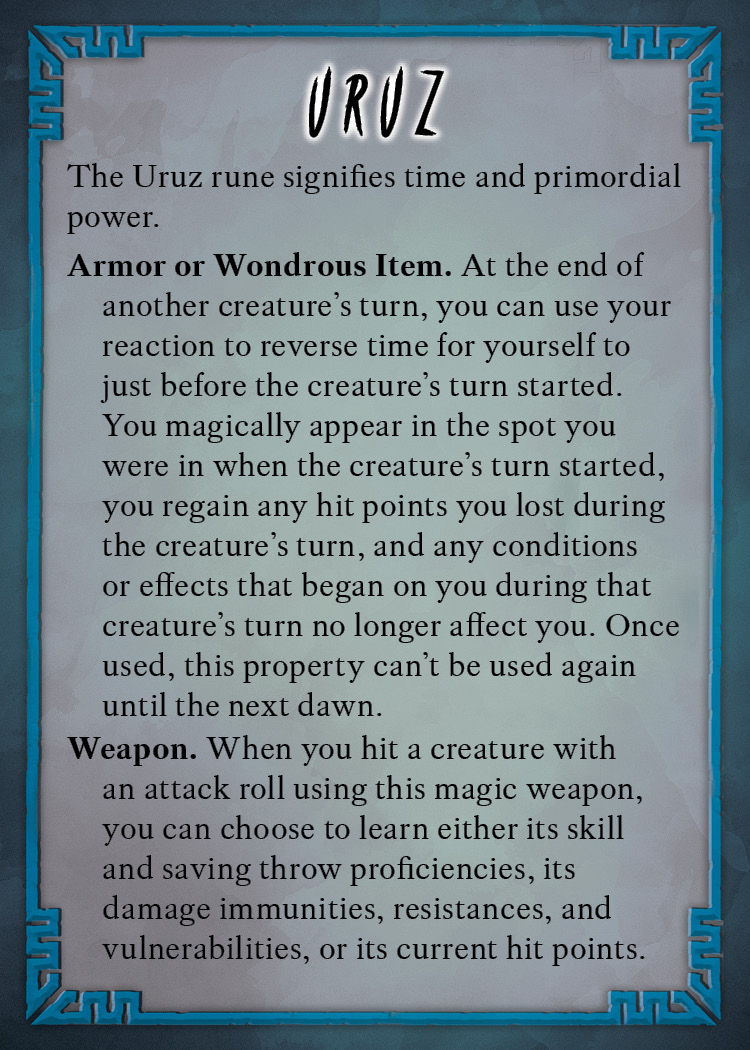 URUZ
The Uruz rune signifies time and primordial
power.
Armor or Wondrous Item. At the end of
another creature’s turn, you can use your
reaction to reverse time for yourself to
just before the creature’s turn started.
You magically appear in the spot you
were in when the creature’s turn started,
you regain any hit points you lost during
the creature’s turn, and any conditions
or effects that began on you during that
creature’s turn no longer affect you. Once
used, this property can’t be used again
until the next dawn.
Weapon. When you hit a creature with
an attack roll using this magic weapon,
you can choose to learn either its skill
and saving throw proficiencies, its
damage immunities, resistances, and
vulnerabilities, or its current hit points.